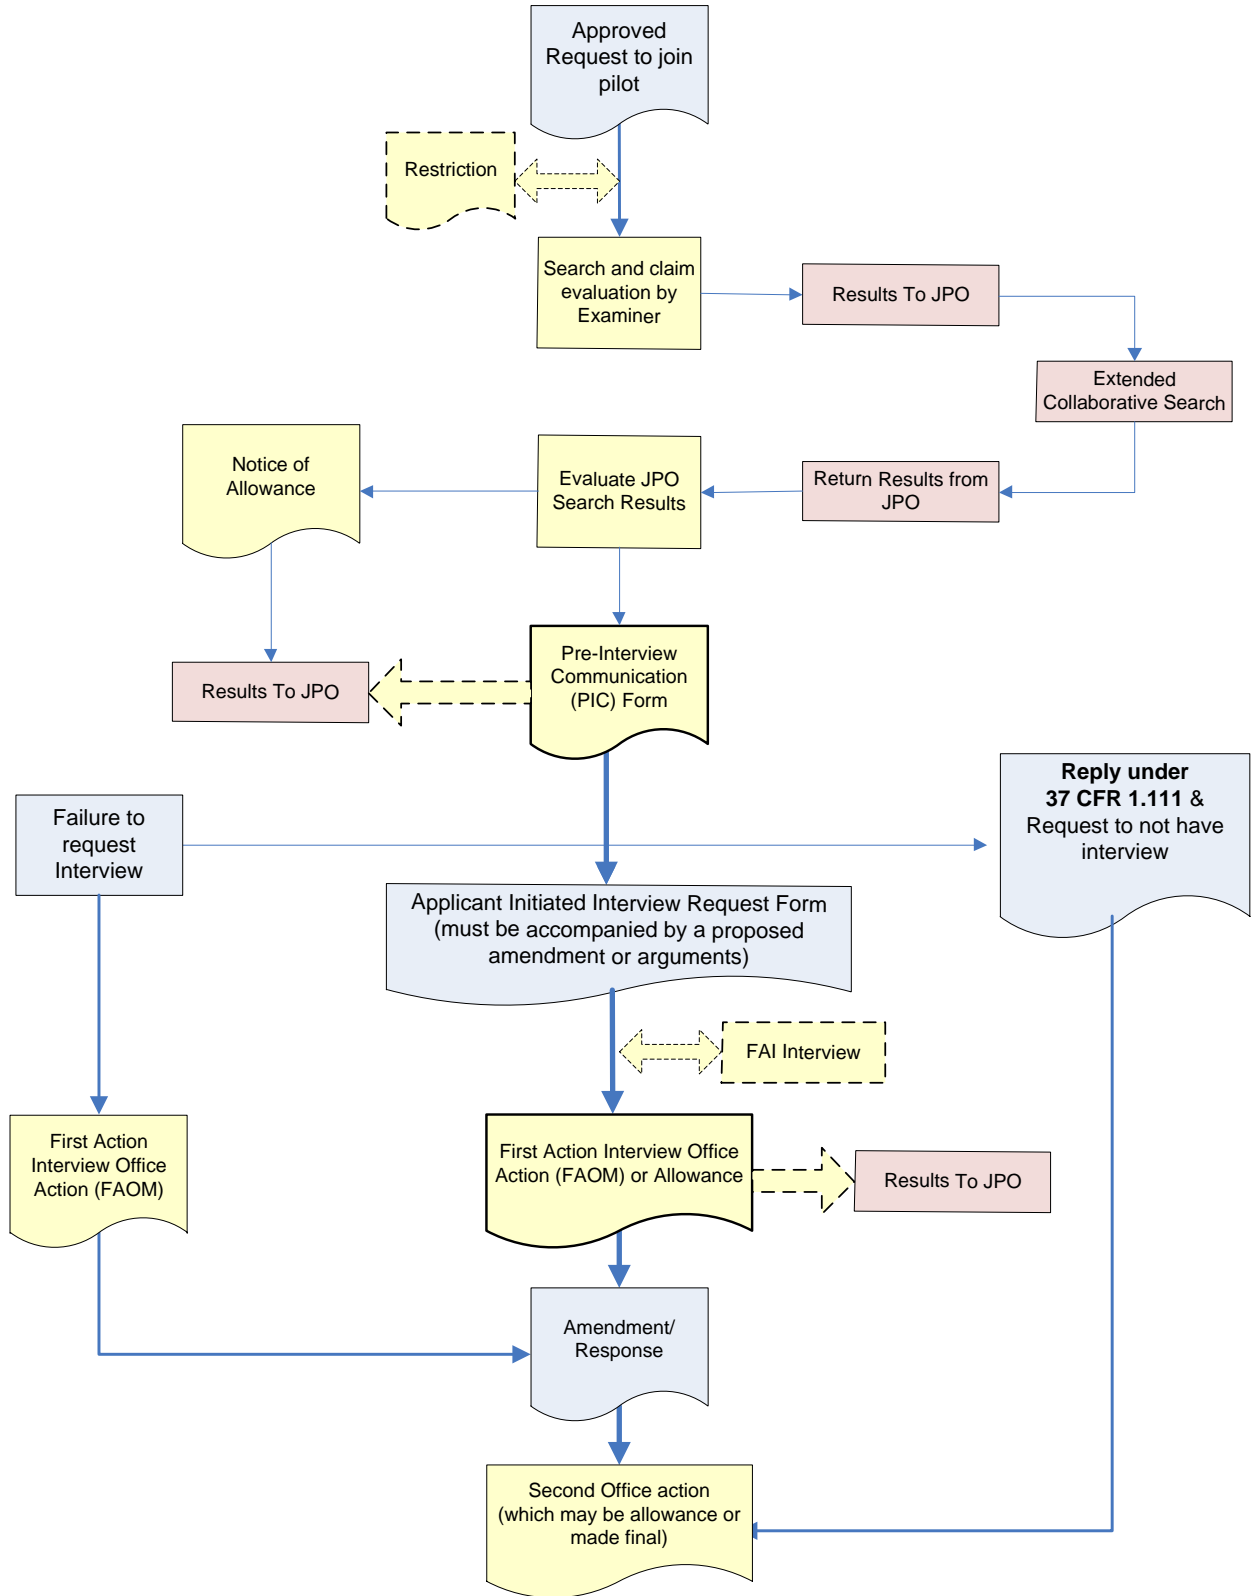 Approved
Request to join
pilot
Restriction
Search and claim
evaluation by
Examiner
Results To JPO
Extended
Collaborative Search
Notice of
Allowance
Evaluate JPO
Search Results
Return Results from
JPO
Pre-Interview
Communication
(PIC) Form
Results To JPO
Reply under
37 CFR 1.111 &
Request to not have
interview
Failure to
request
Interview
Applicant Initiated Interview Request Form
(must be accompanied by a proposed
amendment or arguments)
FAI Interview
First Action
Interview Office
Action (FAOM)
First Action Interview Office
Action (FAOM) or Allowance
Results To JPO
Amendment/
Response
Second Office action
(which may be allowance or
made final)